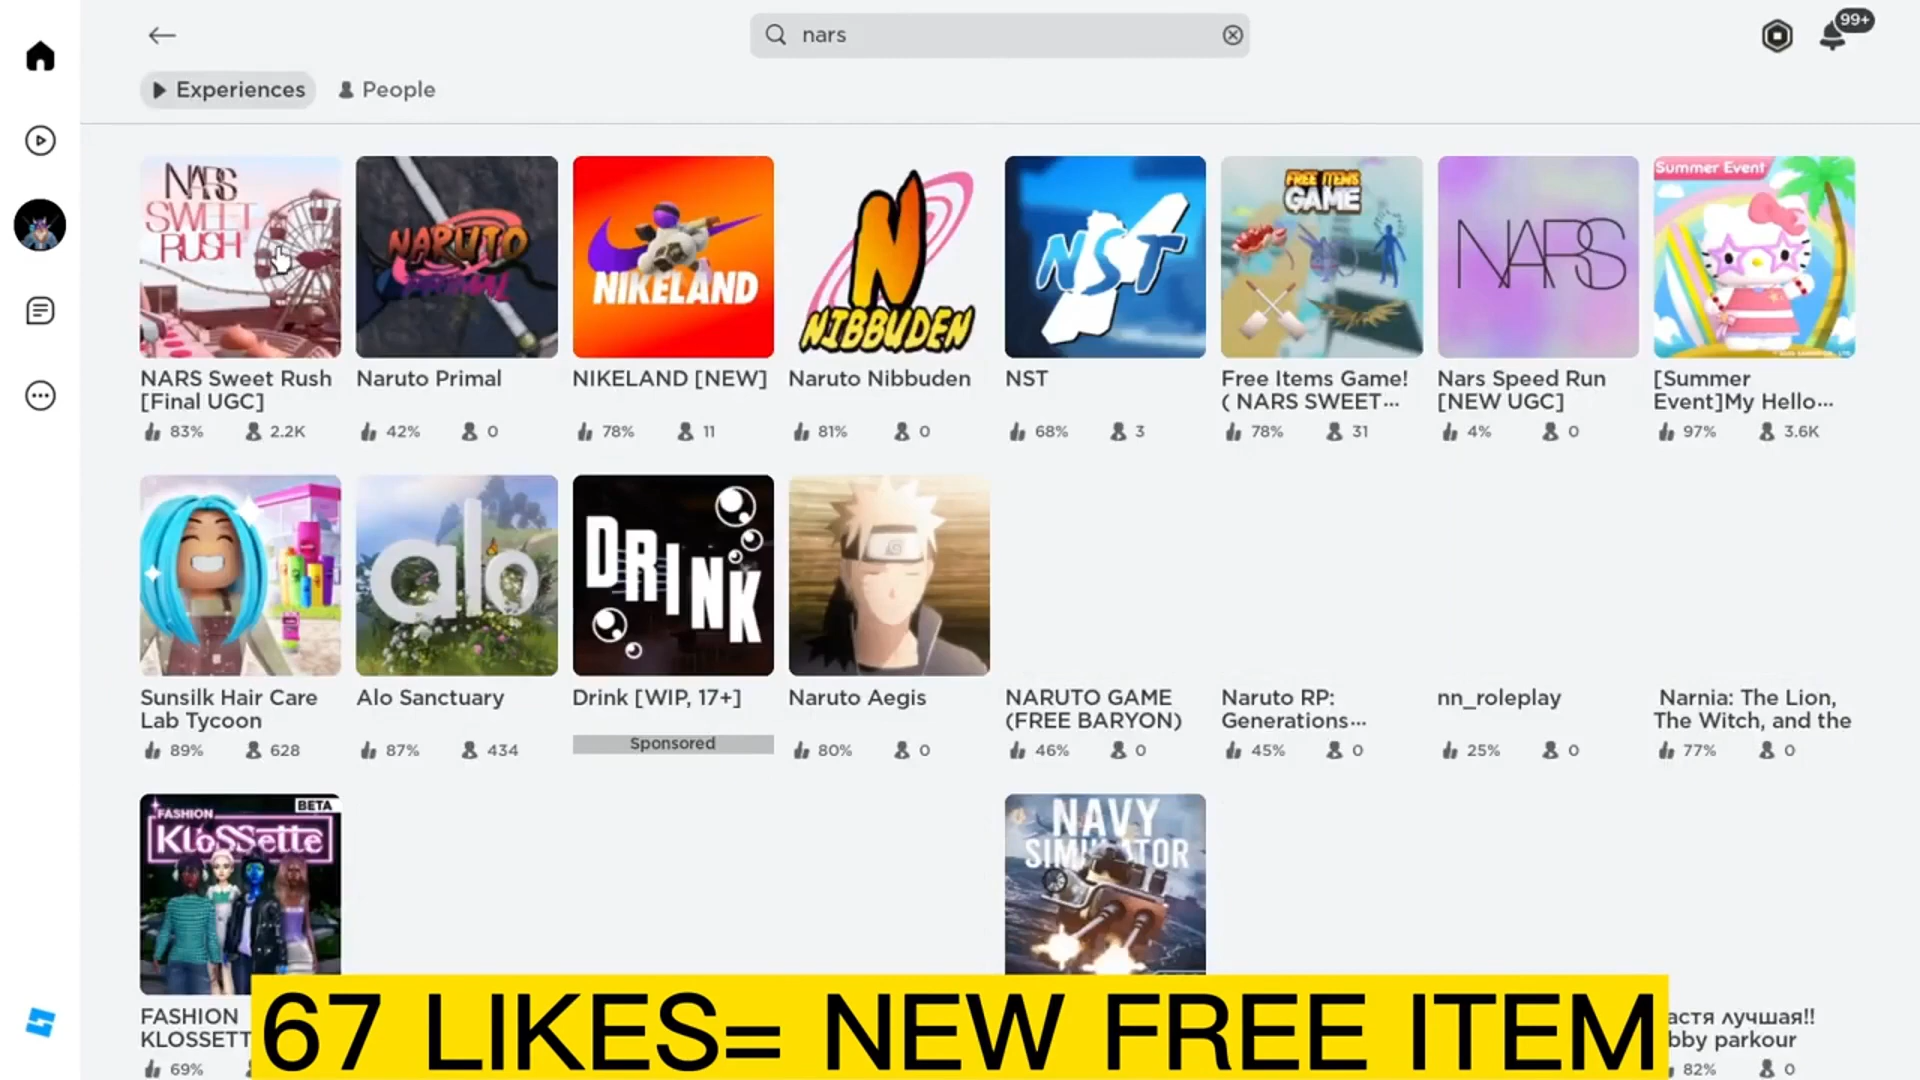 nars
99+
Experiences
People
NARS
SWEET
RUSH
NARUTO
PRIMAL
NIKELAND
N
NIBBUDEN
NST
FREE ITEMS
GAME
NARS
Summer Event
NARS Sweet Rush
[Final UGC]
Naruto Primal
NIKELAND [NEW]
Naruto Nibbuden
NST
Free Items Game!
( NARS SWEET...
Nars Speed Run
[NEW UGC]
[Summer
Event]My Hello...
83% 2.2K
42% 0
78% 11
81% 0
68% 3
78% 31
4% 0
97% 3.6K
alo
DRINK
Sunsilk Hair Care
Lab Tycoon
Alo Sanctuary
Drink [WIP, 17+]
Naruto Aegis
NARUTO GAME
(FREE BARYON)
Naruto RP:
Generations...
nn_roleplay
Narnia: The Lion,
The Witch, and the
89% 628
87% 434
Sponsored
80% 0
46% 0
45% 0
25% 0
77% 0
BETA
FASHION
KloSSette
NAVY
SIMULATOR
FASHION
KLOSSETT
астя лучшая!!
bby parkour
69%
82% 0
67 LIKES= NEW FREE ITEM